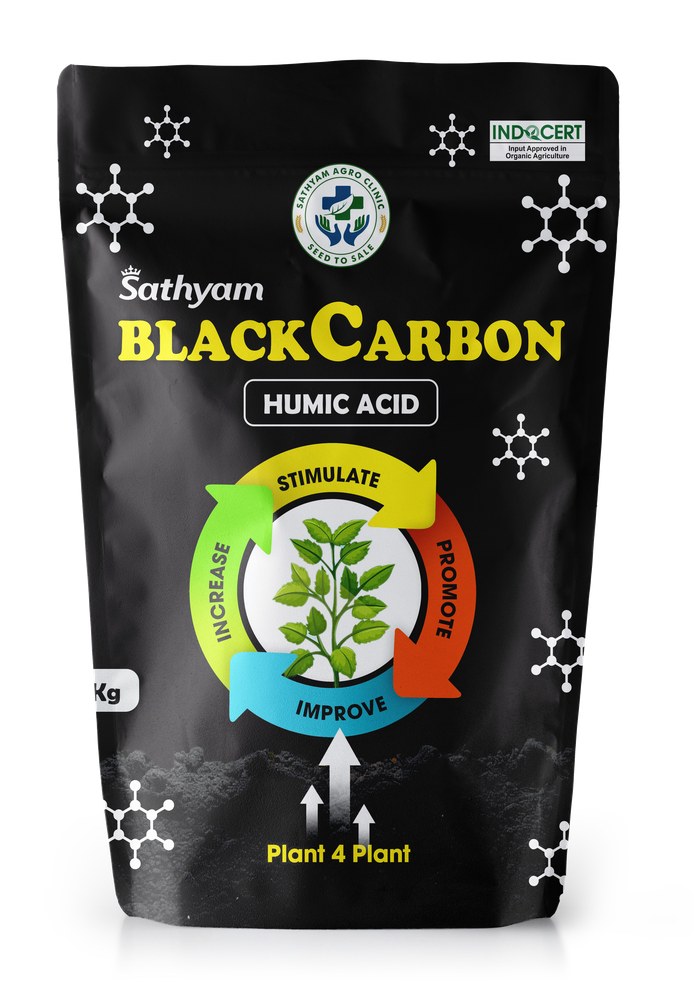 INDOCERT
Input Approved in
Organic Agriculture
SATHYAM AGRO CLINIC
SEED TO SALE
Sathyam
BLACKCARBON
HUMIC ACID
STIMULATE
PROMOTE
INCREASE
IMPROVE
Kg
Plant 4 Plant